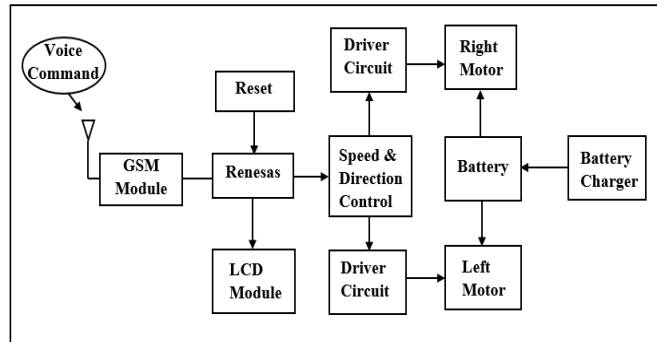 Voice
Command
GSM
Module
Reset
Renesas
LCD
Module
Driver
Circuit
Speed &
Direction
Control
Driver
Circuit
Right
Motor
Battery
Left
Motor
Battery
Charger